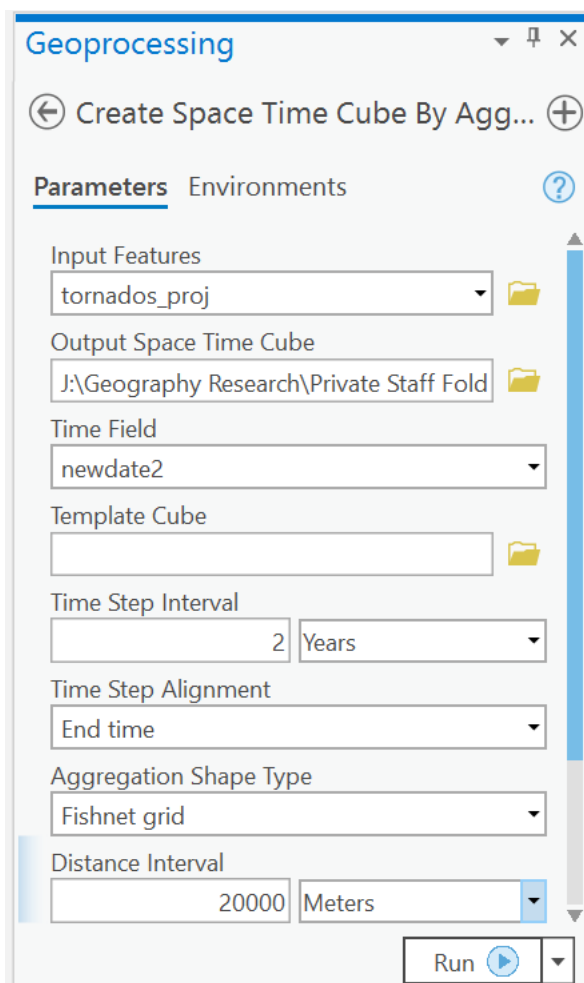 Geoprocessing
Create Space Time Cube By Agg...
Parameters Environments
?
Input Features
tornados_proj
Output Space Time Cube
J:\Geography Research\Private Staff Fold
Time Field
newdate2
Template Cube
Time Step Interval
2 Years
Time Step Alignment
End time
Aggregation Shape Type
Fishnet grid
Distance Interval
20000 Meters
Run